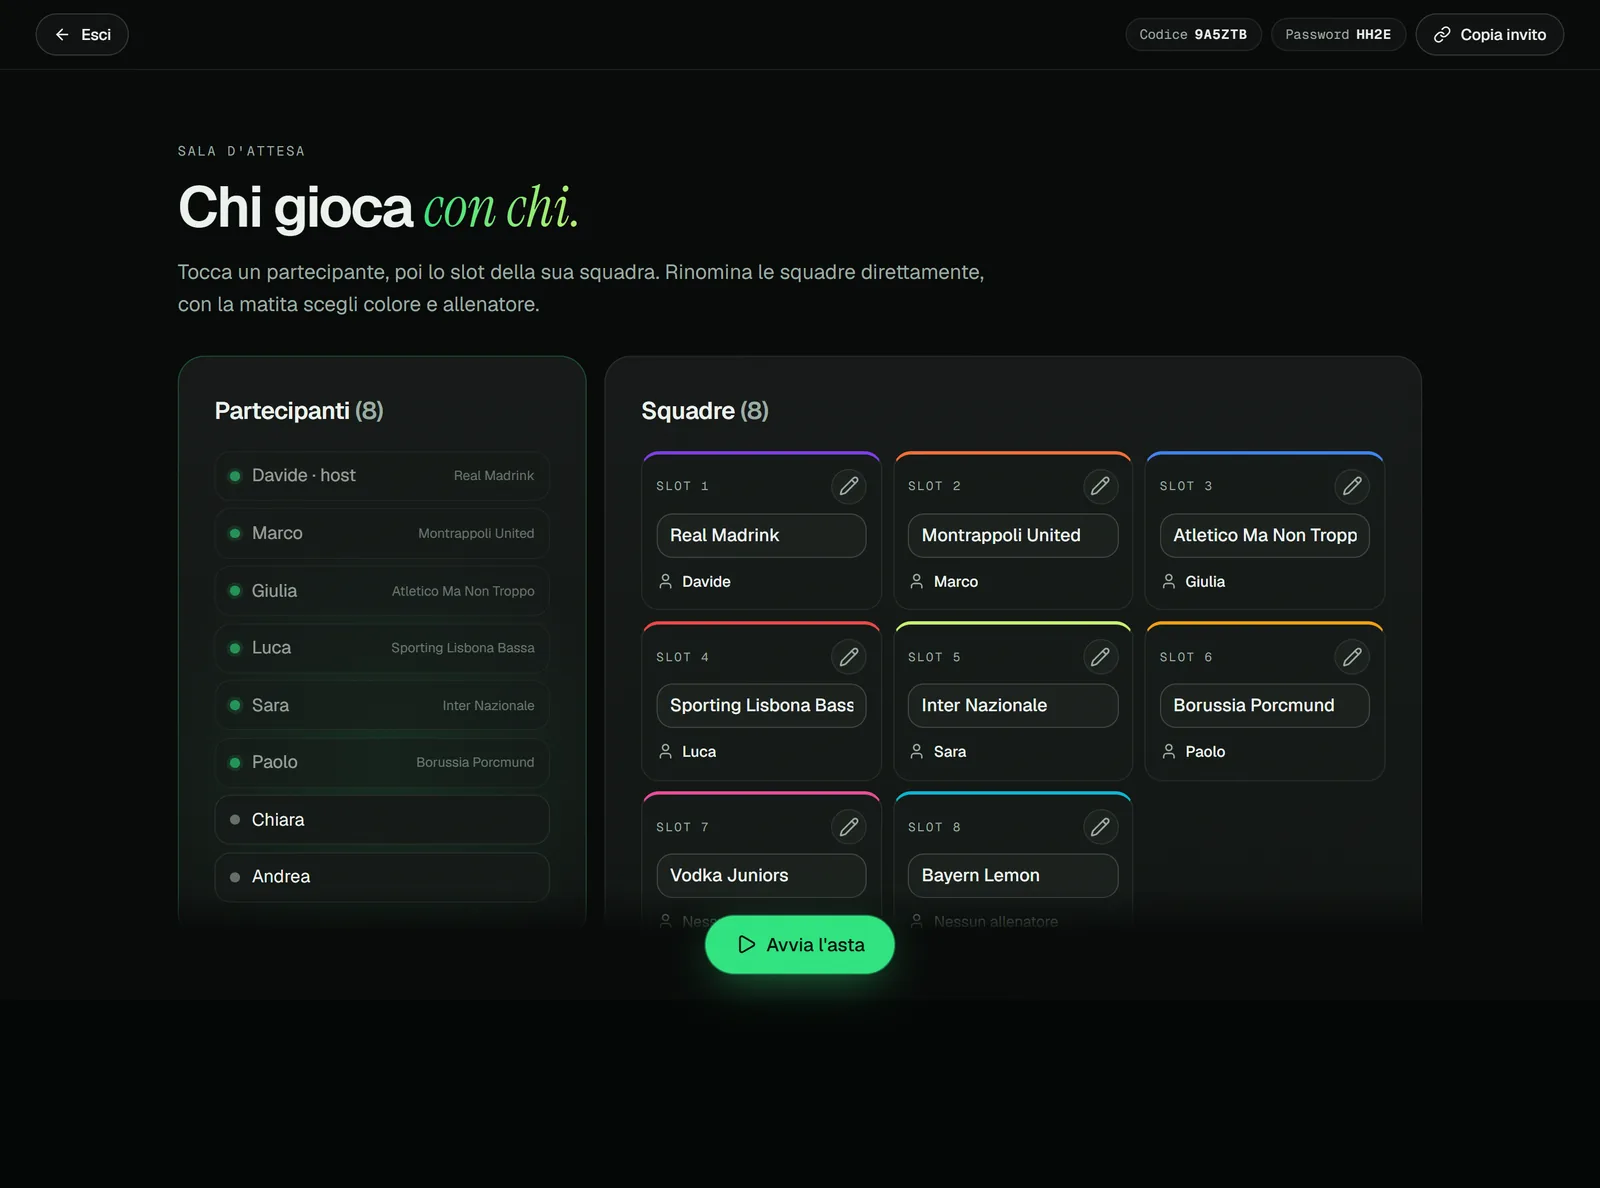 Esci
Codice 9A5ZTB
Password HH2E
Copia invito
SALA D'ATTESA
Chi gioca con chi.
Tocca un partecipante, poi lo slot della sua squadra. Rinomina le squadre direttamente,
con la matita scegli colore e allenatore.
Partecipanti (8)
Davide · host Real Madrink
Marco Montrappoli United
Giulia Atletico Ma Non Troppo
Luca Sporting Lisbona Bassa
Sara Inter Nazionale
Paolo Borussia Porcmund
Chiara
Andrea
Squadre (8)
SLOT 1
Real Madrink
Davide
SLOT 2
Montrappoli United
Marco
SLOT 3
Atletico Ma Non Tropp
Giulia
SLOT 4
Sporting Lisbona Bass
Luca
SLOT 5
Inter Nazionale
Sara
SLOT 6
Borussia Porcmund
Paolo
SLOT 7
Vodka Juniors
SLOT 8
Bayern Lemon
Nessun allenatore
Avvia l'asta